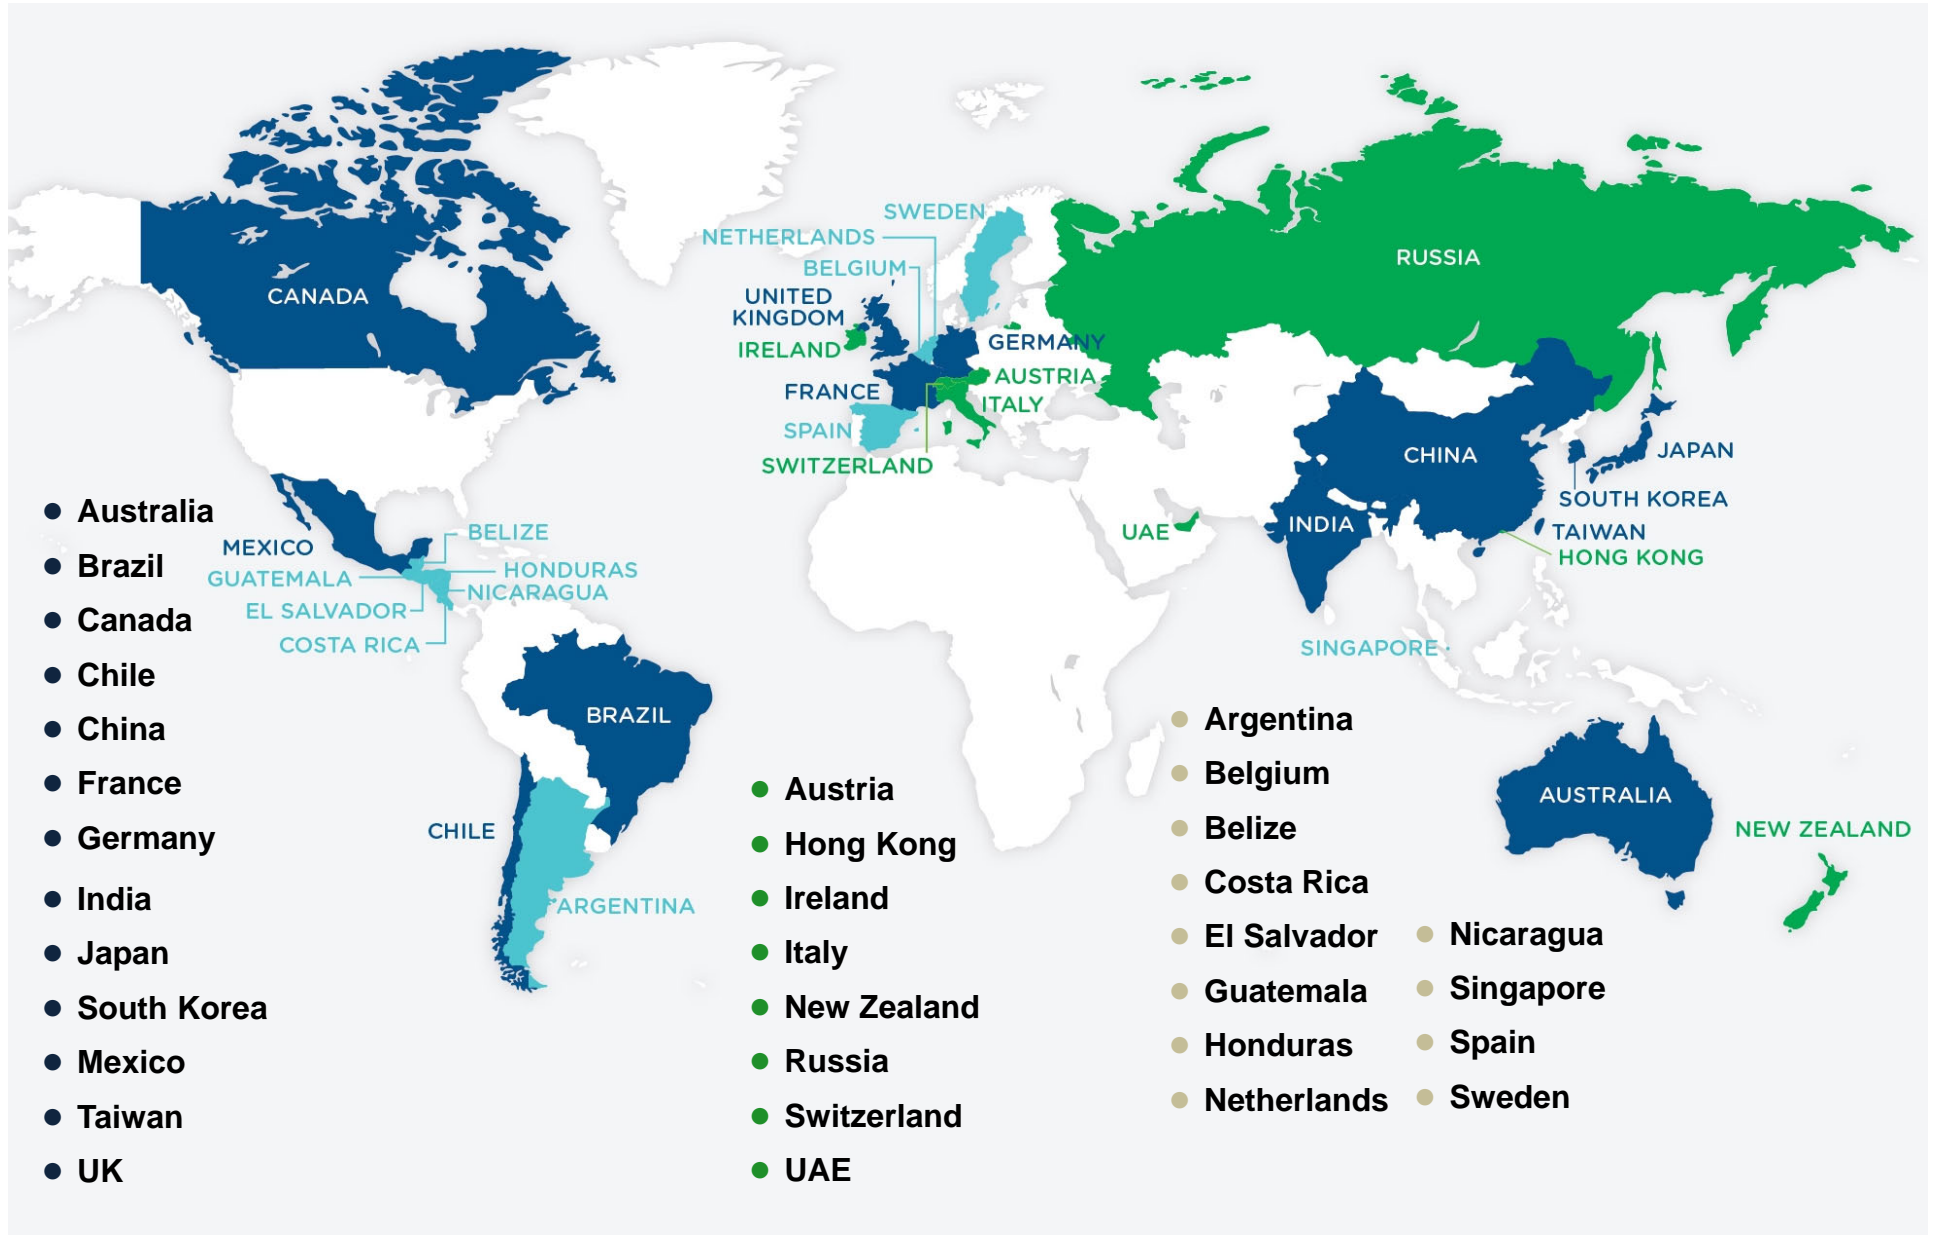 SWEDEN
NETHERLANDS
BELGIUM
UNITED
KINGDOM
IRELAND
GERMANY
FRANCE
AUSTRIA
ITALY
SPAIN
SWITZERLAND
CANADA
RUSSIA
CHINA
JAPAN
SOUTH KOREA
INDIA
TAIWAN
HONG KONG
UAE
SINGAPORE
MEXICO
BELIZE
GUATEMALA
HONDURAS
NICARAGUA
EL SALVADOR
COSTA RICA
BRAZIL
CHILE
ARGENTINA
AUSTRALIA
NEW ZEALAND
● Australia
● Brazil
● Canada
● Chile
● China
● France
● Germany
● India
● Japan
● South Korea
● Mexico
● Taiwan
● UK
● Austria
● Hong Kong
● Ireland
● Italy
● New Zealand
● Russia
● Switzerland
● UAE
● Argentina
● Belgium
● Belize
● Costa Rica
● El Salvador
● Guatemala
● Honduras
● Netherlands
● Nicaragua
● Singapore
● Spain
● Sweden